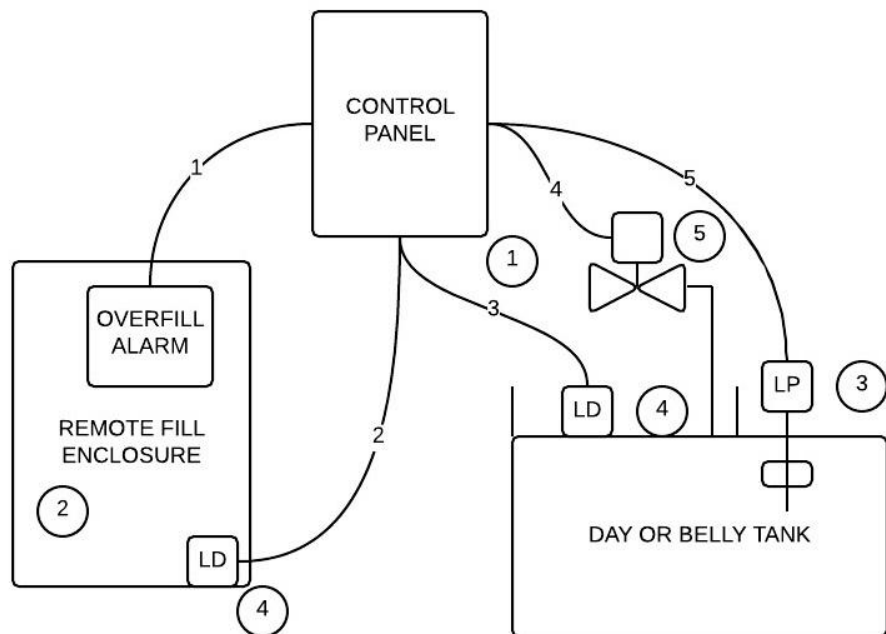 CONTROL
PANEL
1
5
4
5
1
OVERFILL
ALARM
3
LP
3
LD
4
REMOTE FILL
ENCLOSURE
2
2
DAY OR BELLY TANK
LD
4